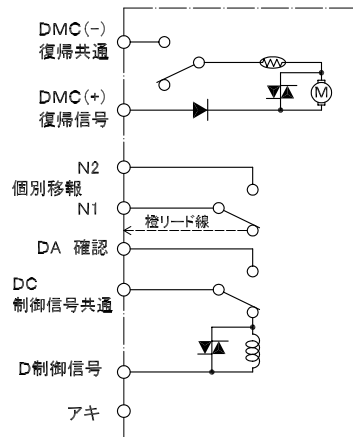 DMC(-)
復帰共通
DMC(+)
復帰信号
M
N2
個別移報
N1
橙リード線
DA 確認
DC
制御信号共通
D制御信号
アキ